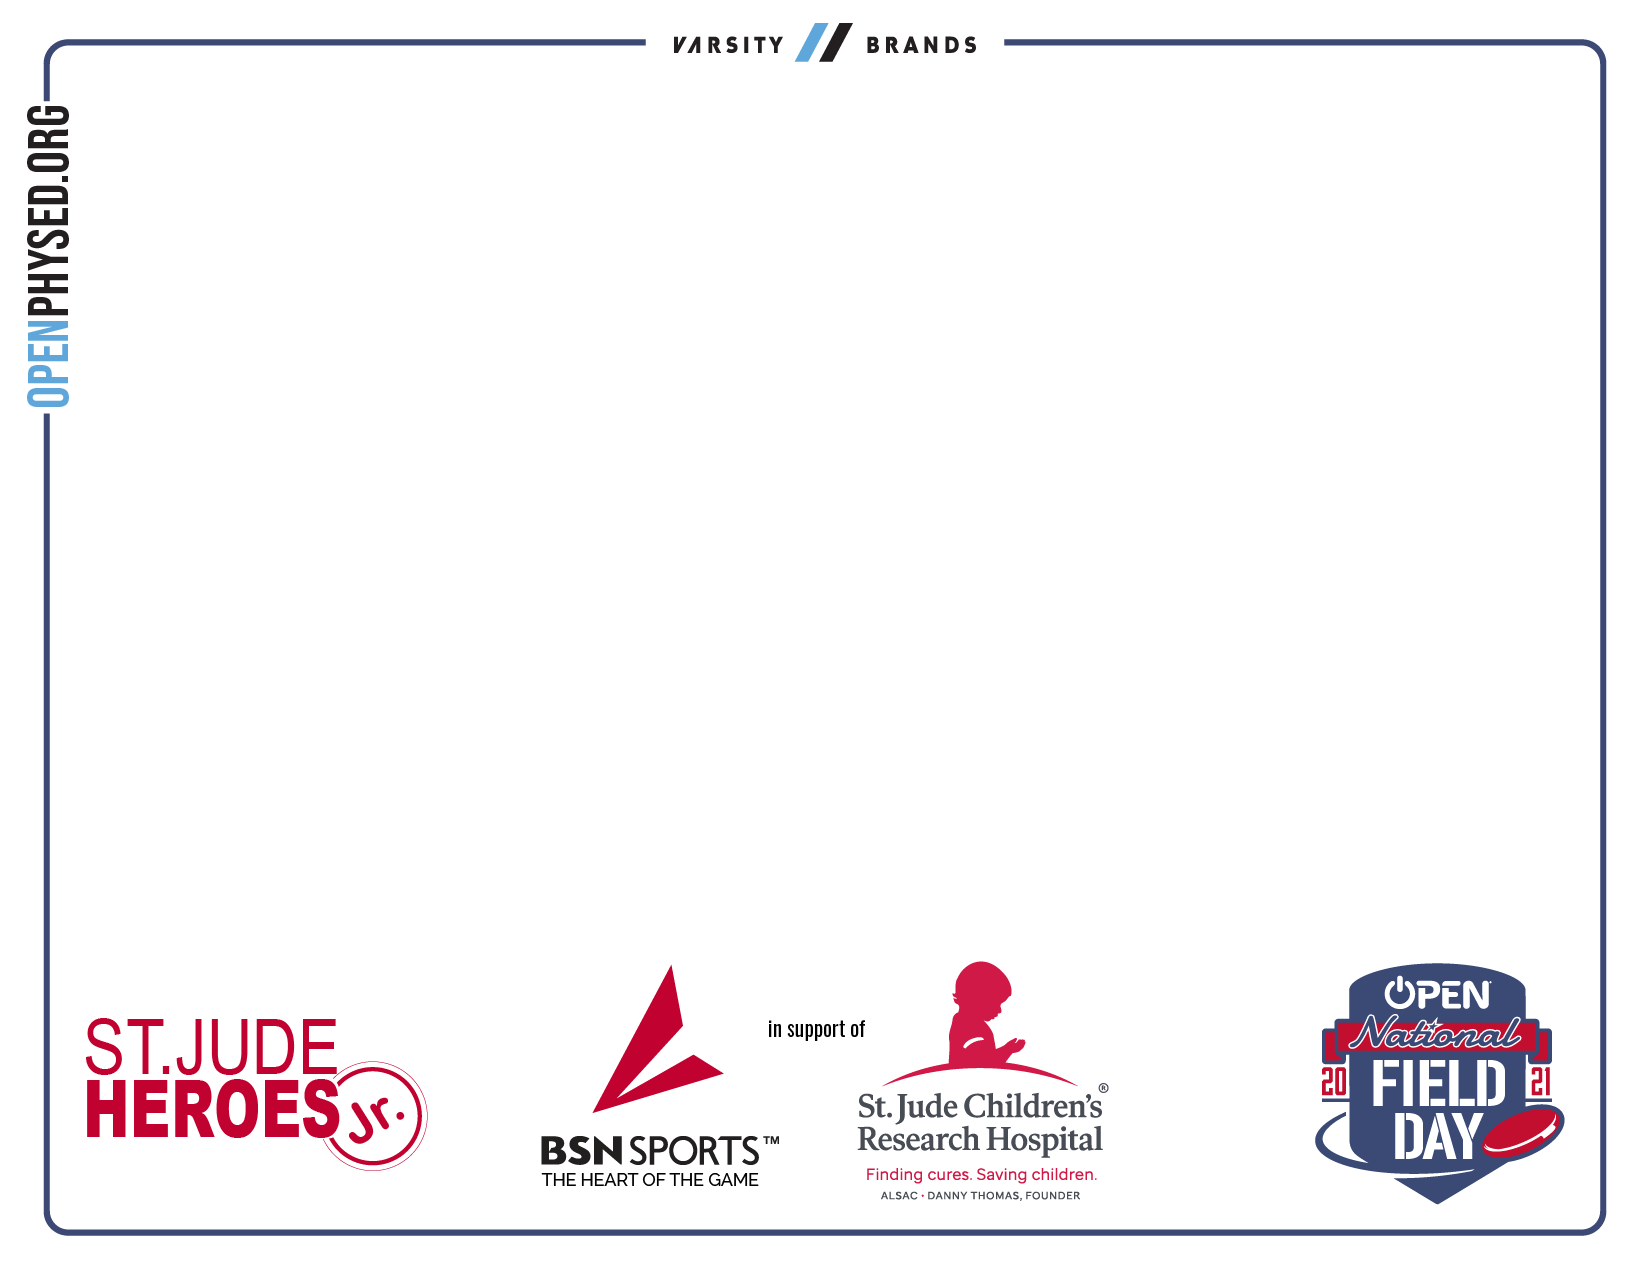 VARSITY BRANDS
OPENPHYSED.ORG
ST.JUDE
HEROES Jr.
BSN SPORTS™
THE HEART OF THE GAME
in support of
St. Jude Children's®
Research Hospital
Finding cures. Saving children.
ALSAC • DANNY THOMAS, FOUNDER
OPEN
National
20 FIELD 21
DAY